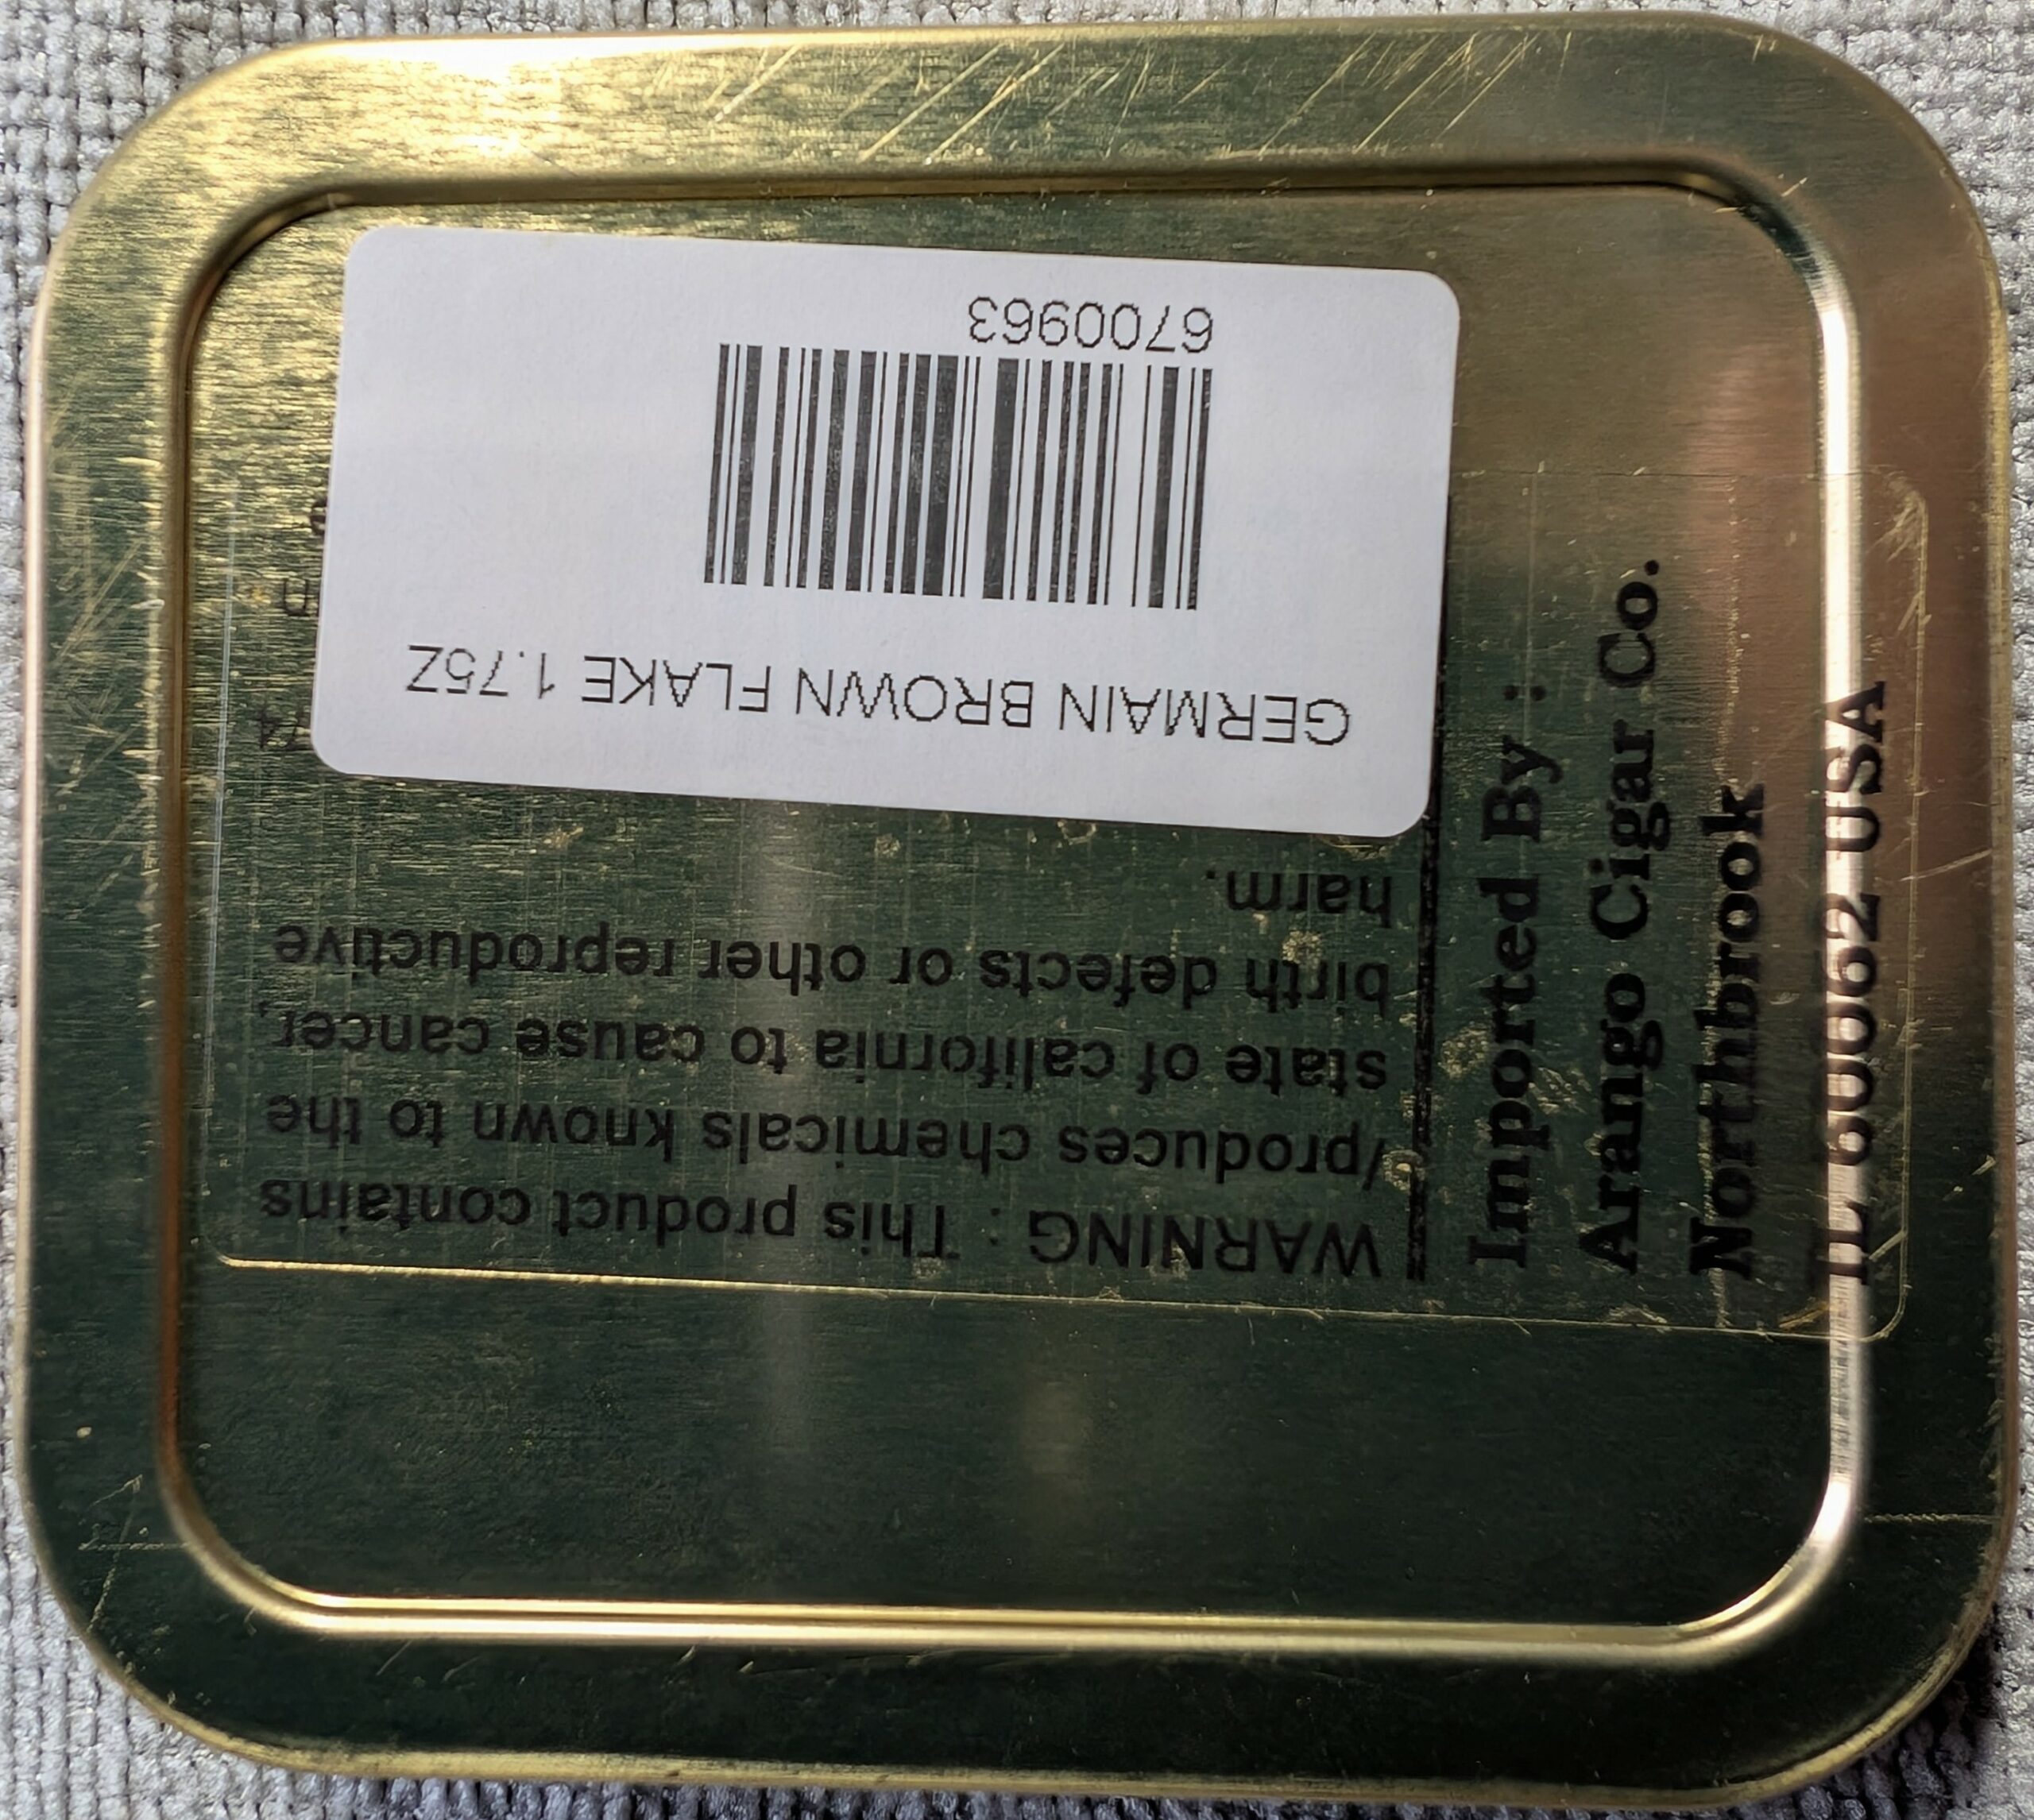 GERMAIN BROWN FLAKE 1.75Z
6700963
WARNING : This product contains
/produces chemicals known to the
state of california to cause cancer,
birth defects or other reproductive
harm.
Imported By :
Arango Cigar Co.
Northbrook
IL 60062 USA